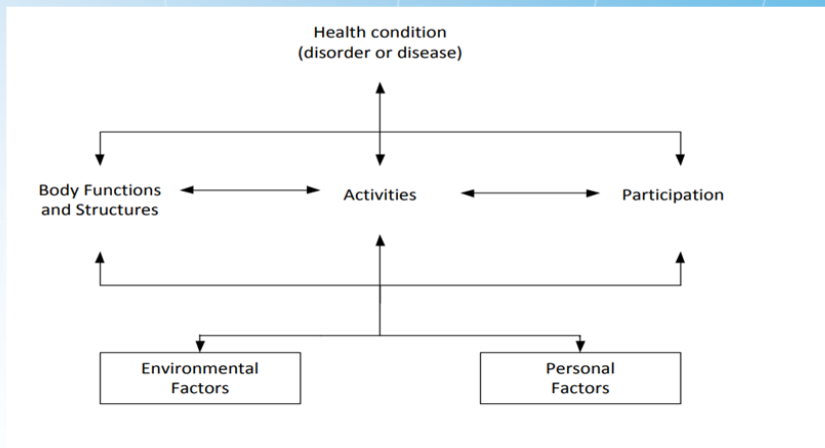 Health condition
(disorder or disease)
Body Functions
and Structures
Activities
Participation
Environmental
Factors
Personal
Factors